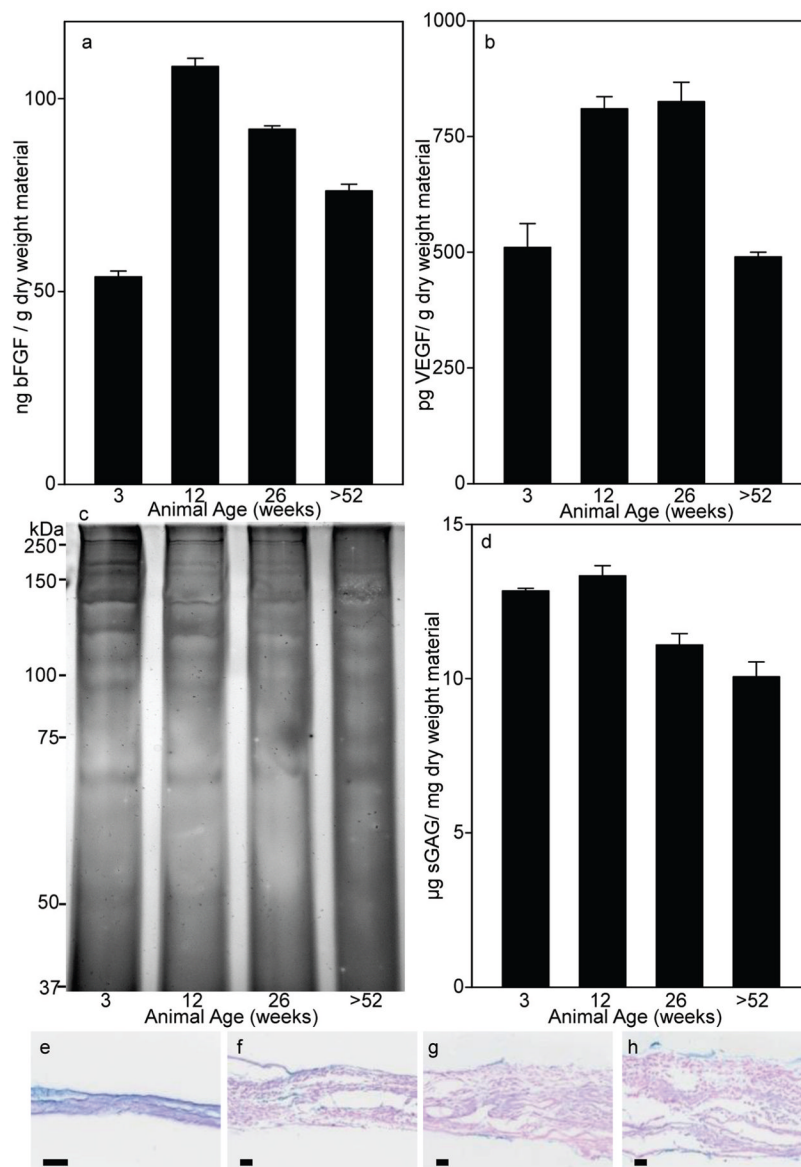 a
ng bFGF / g dry weight material
100
50
0
3 12 26 >52
Animal Age (weeks)
b
pg VEGF/ g dry weight material
1000
750
500
250
0
3 12 26 >52
Animal Age (weeks)
c
kDa
250
150
100
75
50
37
3 12 26 >52
Animal Age (weeks)
d
µg sGAG/ mg dry weight material
15
10
5
0
3 12 26 >52
Animal Age (weeks)
e
f
g
h